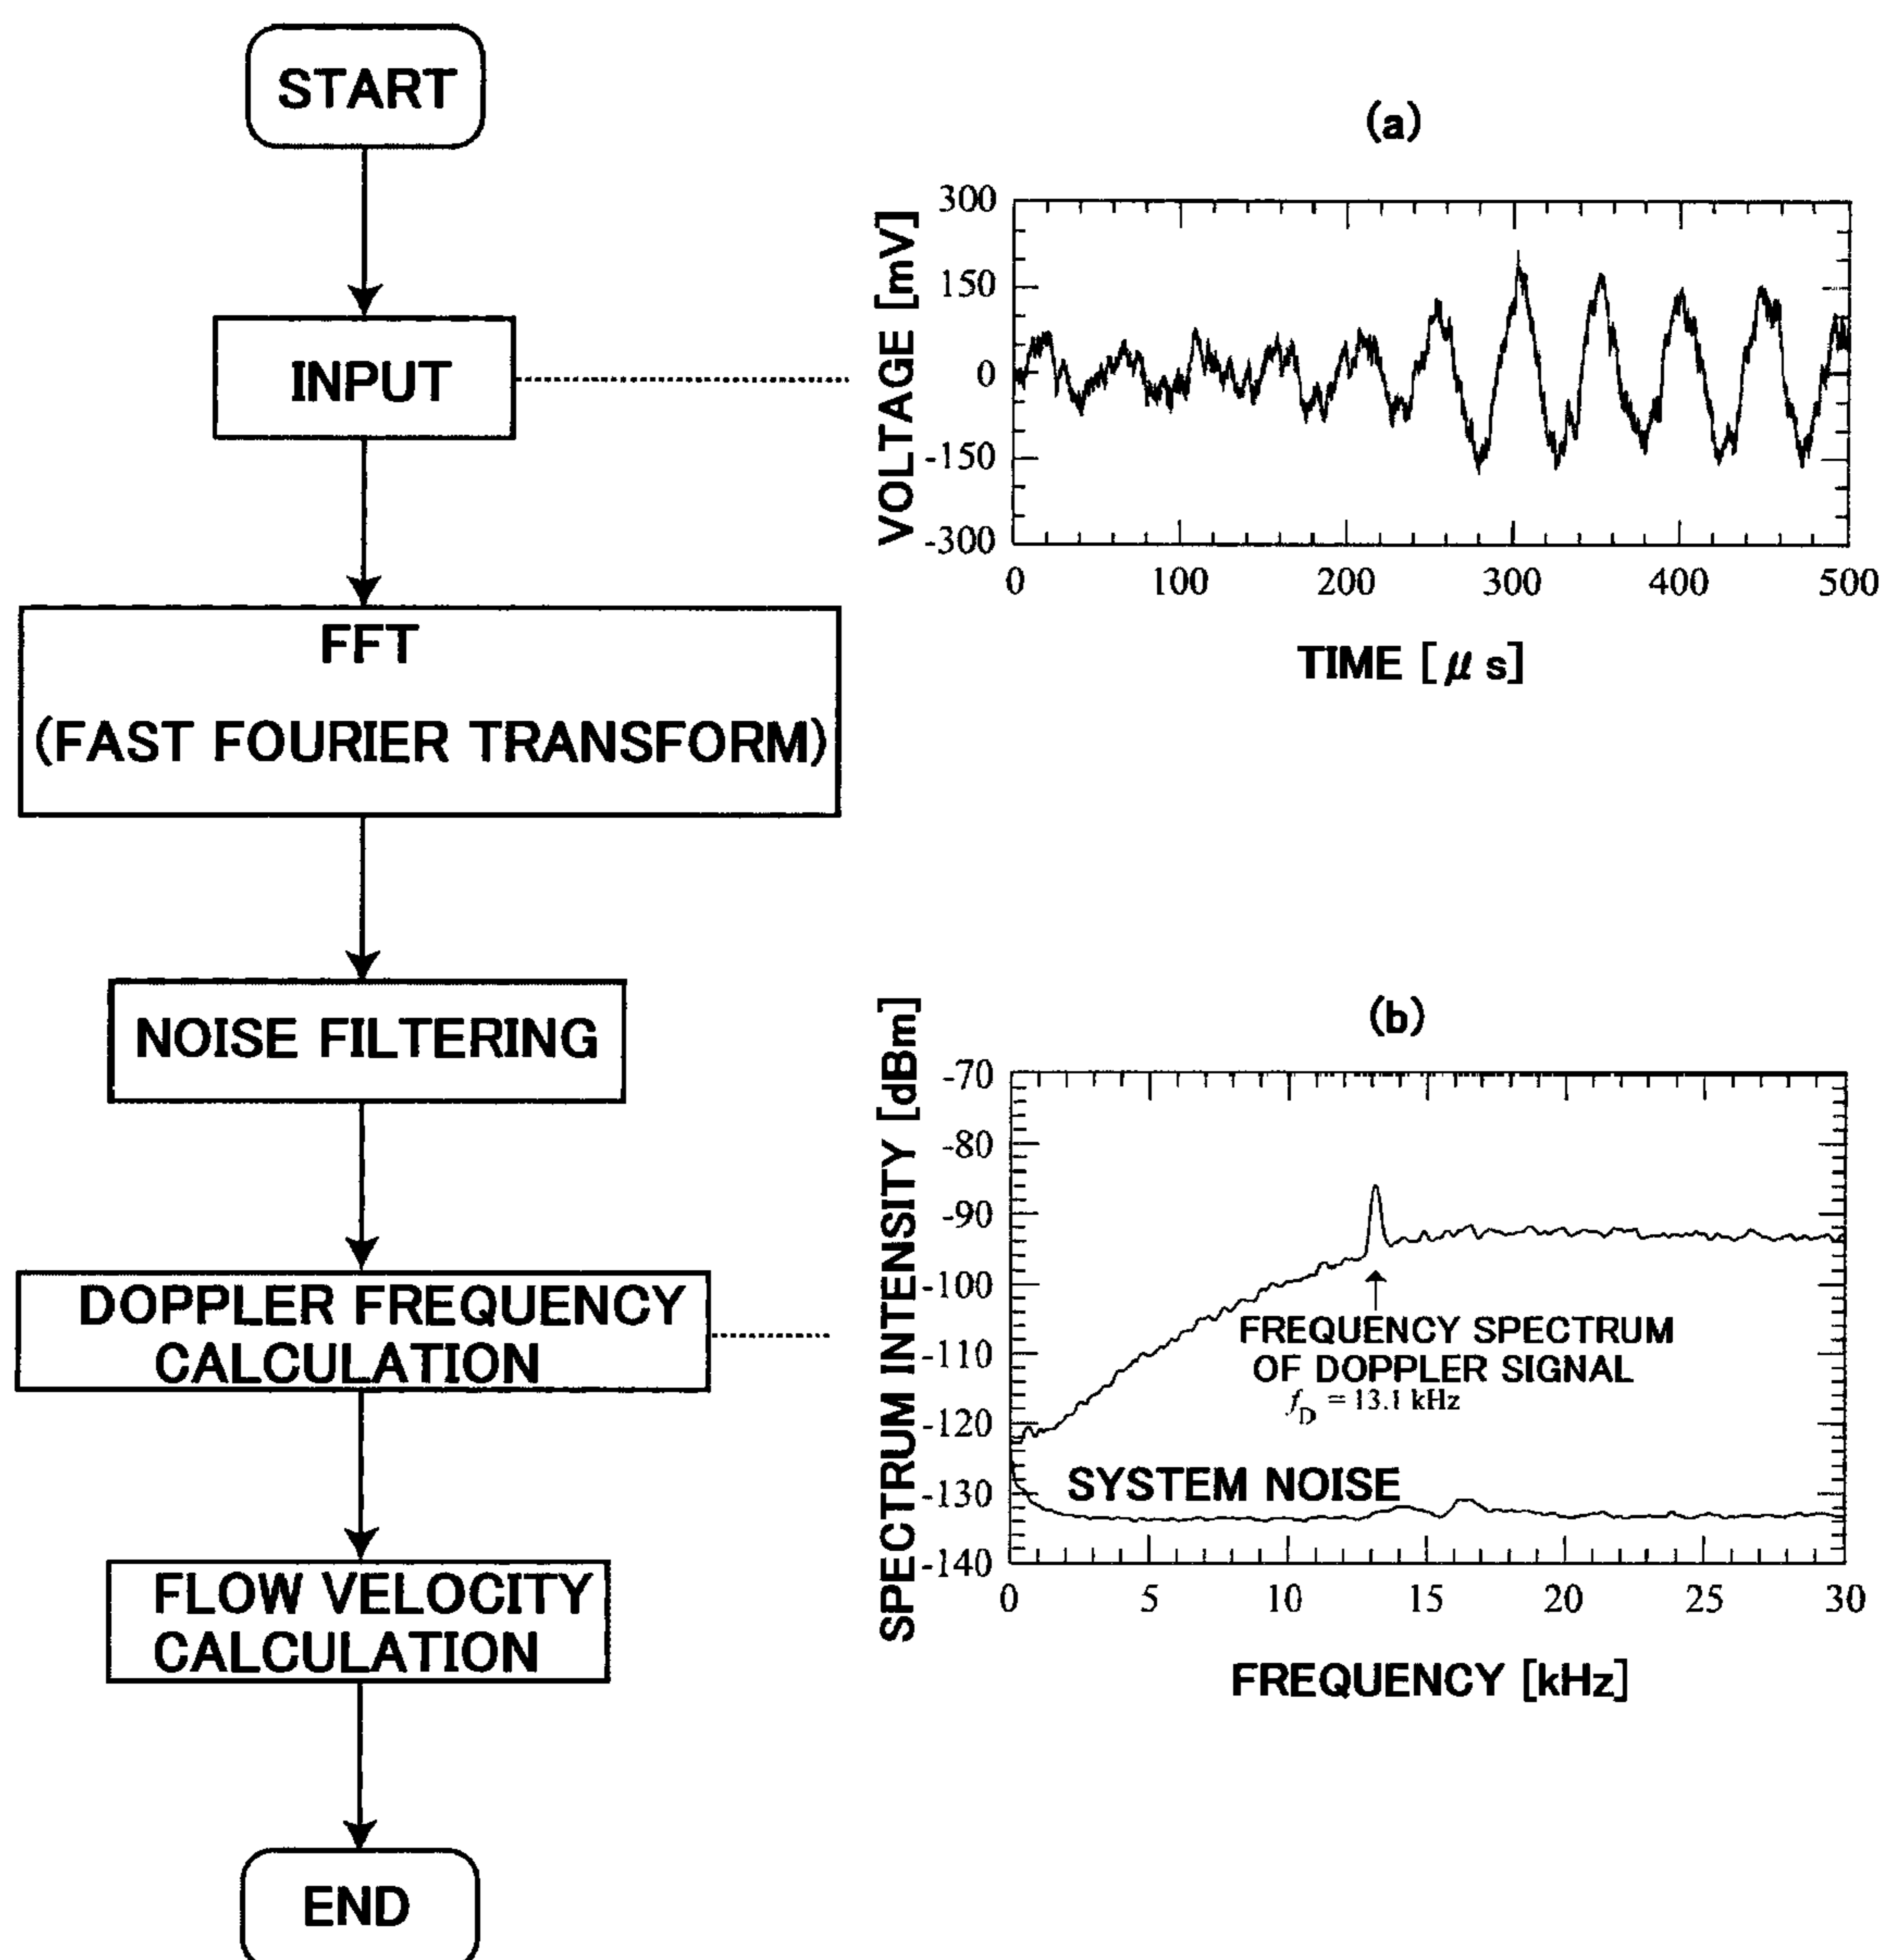 START
INPUT
FFT
(FAST FOURIER TRANSFORM)
NOISE FILTERING
DOPPLER FREQUENCY
CALCULATION
FLOW VELOCITY
CALCULATION
END
(a)
VOLTAGE [mV]
300
150
0
-150
-300
0 100 200 300 400 500
TIME [μs]
(b)
SPECTRUM INTENSITY [dBm]
-70
-80
-90
-100
-110
-120
-130
-140
FREQUENCY SPECTRUM
OF DOPPLER SIGNAL
f_D = 13.1 kHz
SYSTEM NOISE
0 5 10 15 20 25 30
FREQUENCY [kHz]